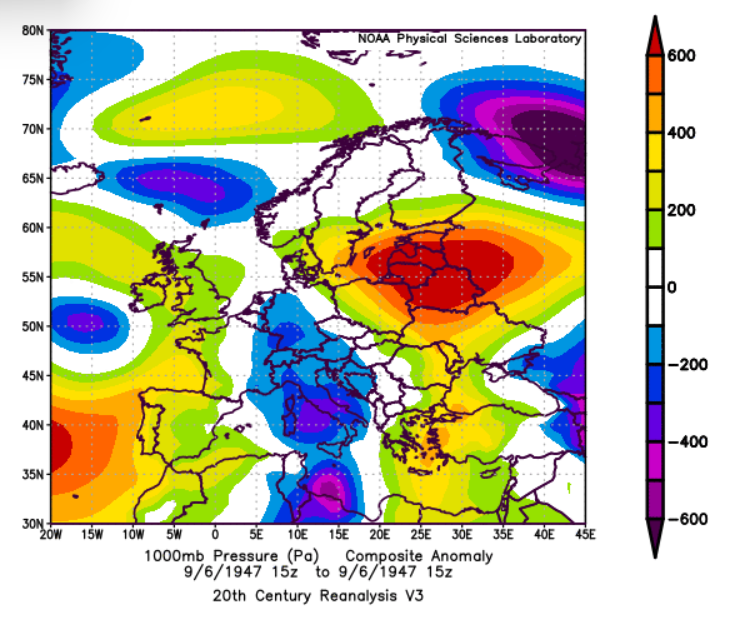 NOAA Physical Sciences Laboratory
80N
75N
70N
65N
60N
55N
50N
45N
40N
35N
30N
20W 15W 10W 5W 0 5E 10E 15E 20E 25E 30E 35E 40E 45E
600
400
200
0
−200
−400
−600
1000mb Pressure (Pa) Composite Anomaly
9/6/1947 15z to 9/6/1947 15z
20th Century Reanalysis V3